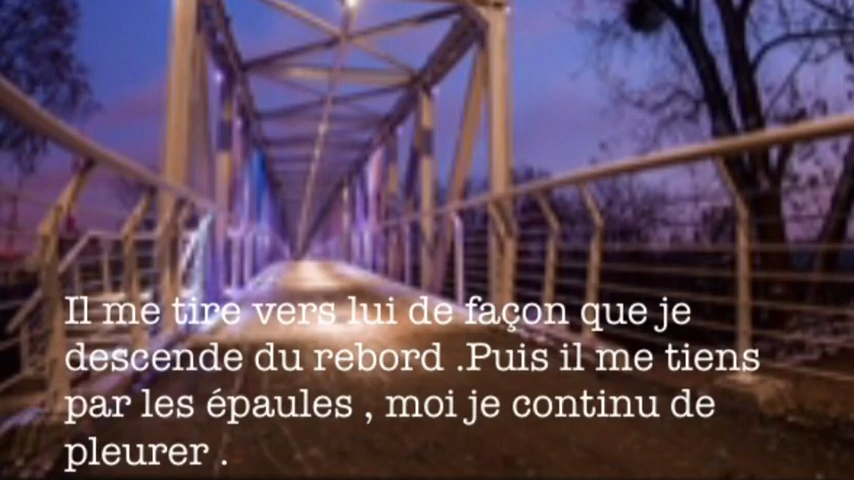 Il me tire vers lui de façon que je
descende du rebord .Puis il me tiens
par les épaules , moi je continu de
pleurer .